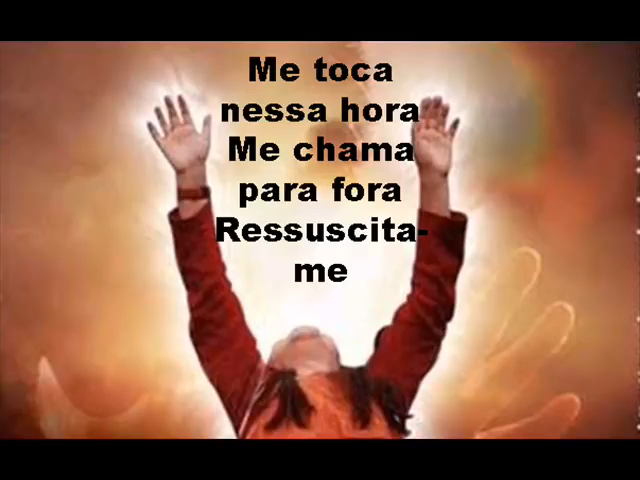 Me toca
nessa hora
Me chama
para fora
Ressuscita-
me